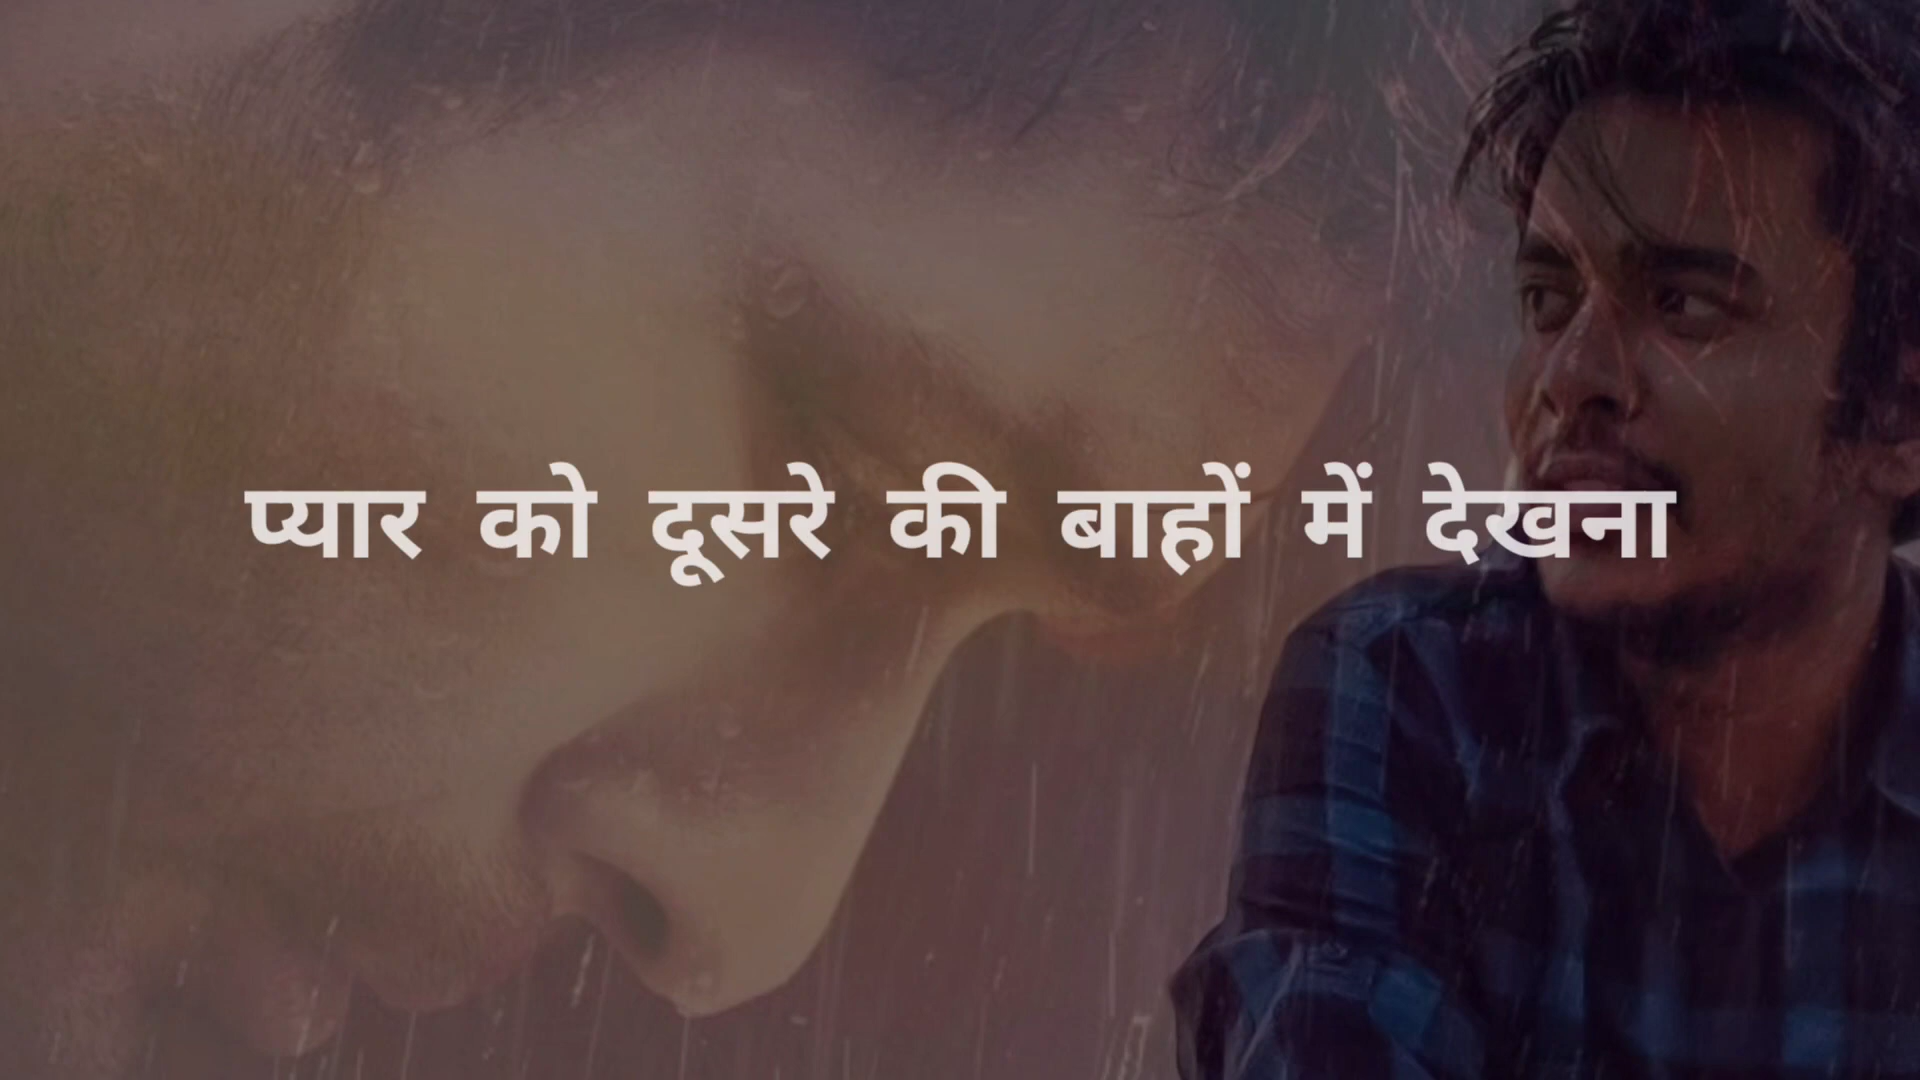 प्यार को दूसरे की बाहों में देखना